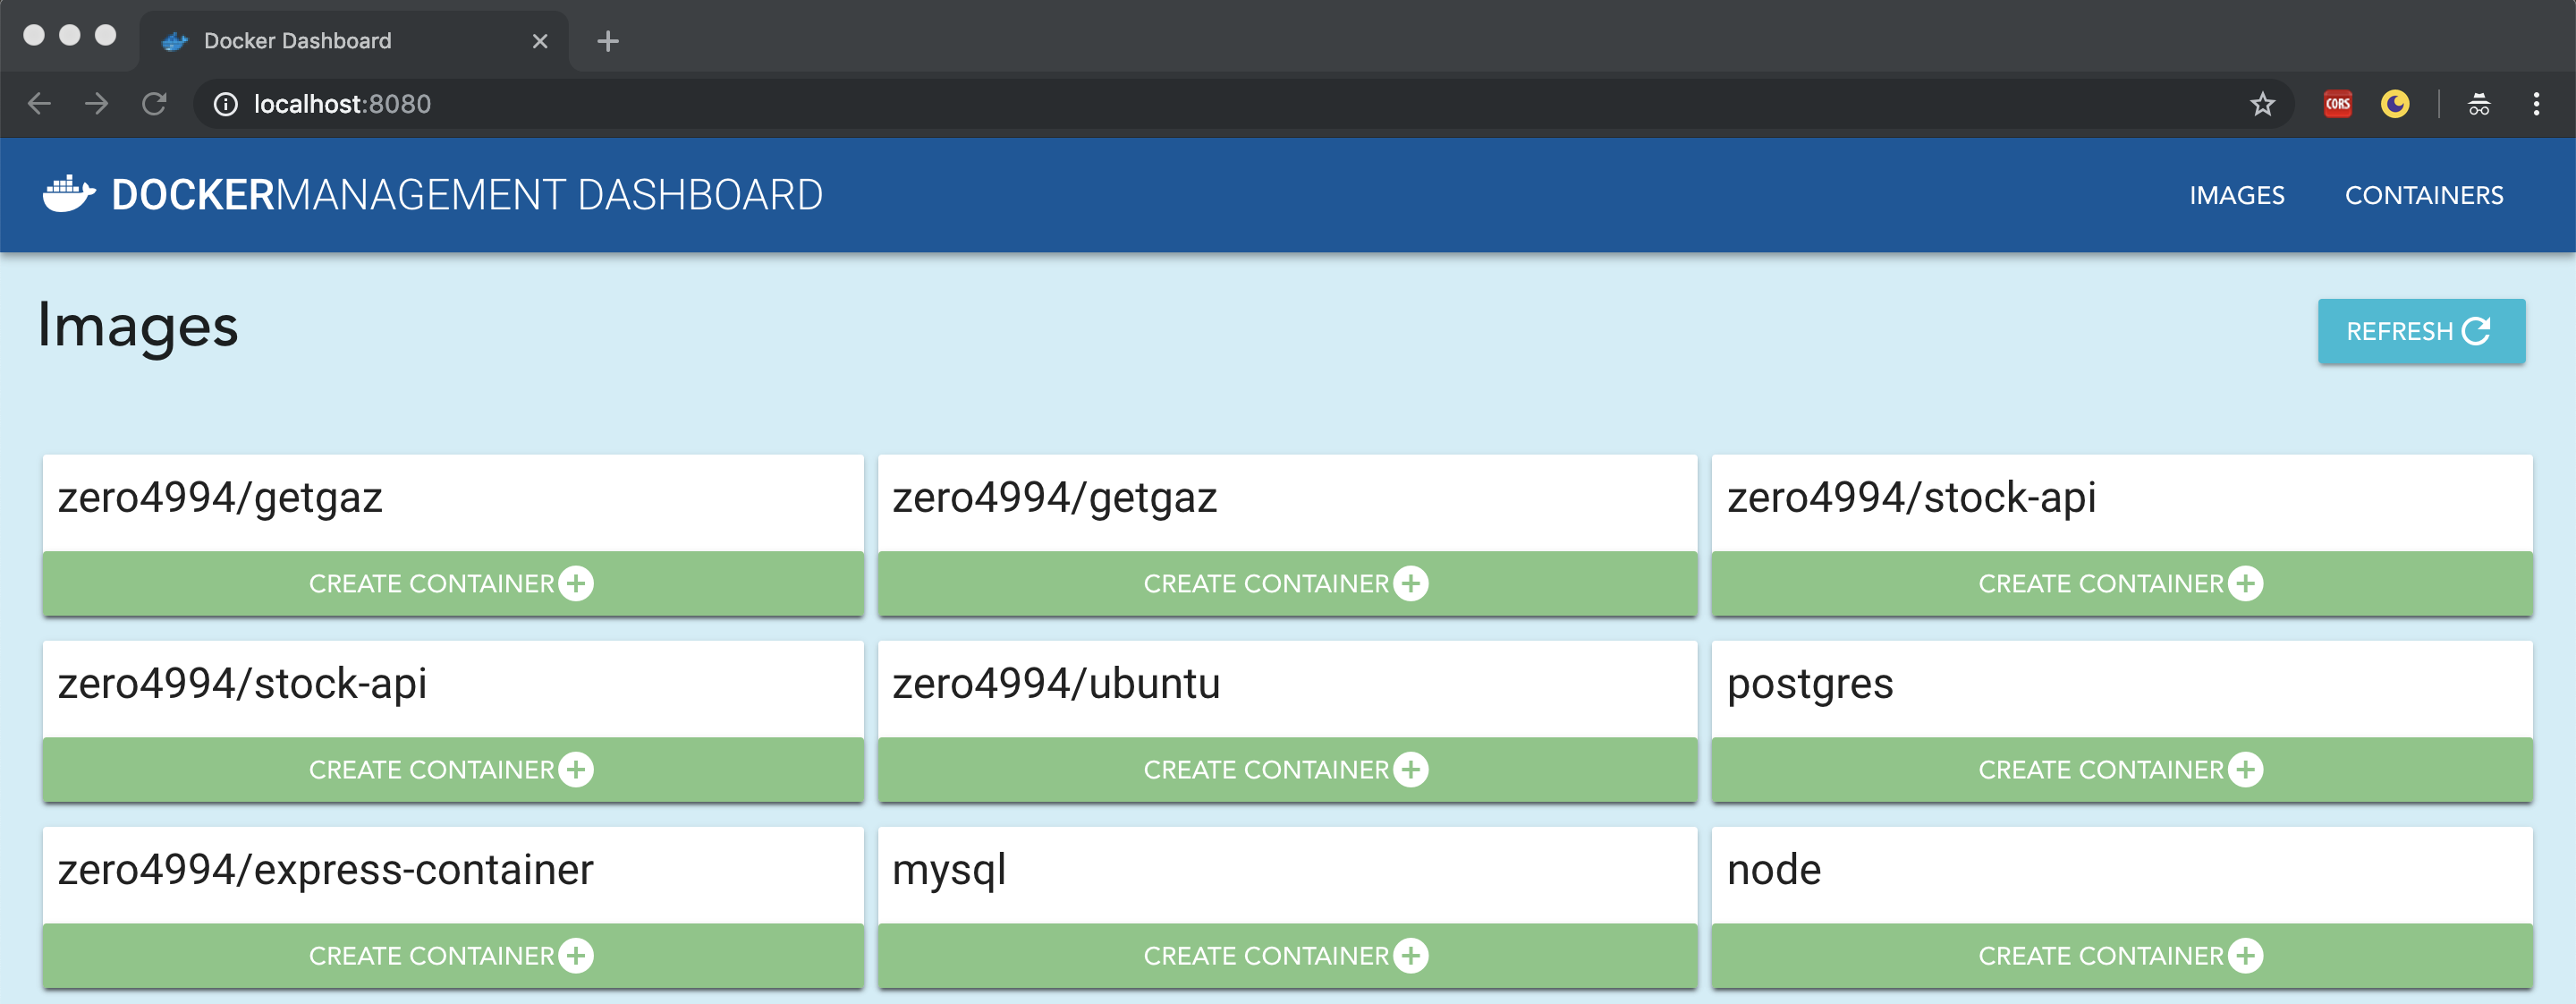 Docker Dashboard
localhost:8080
CORS
DOCKERMANAGEMENT DASHBOARD
IMAGES
CONTAINERS
Images
REFRESH
zero4994/getgaz
zero4994/getgaz
zero4994/stock-api
CREATE CONTAINER
CREATE CONTAINER
CREATE CONTAINER
zero4994/stock-api
zero4994/ubuntu
postgres
CREATE CONTAINER
CREATE CONTAINER
CREATE CONTAINER
zero4994/express-container
mysql
node
CREATE CONTAINER
CREATE CONTAINER
CREATE CONTAINER